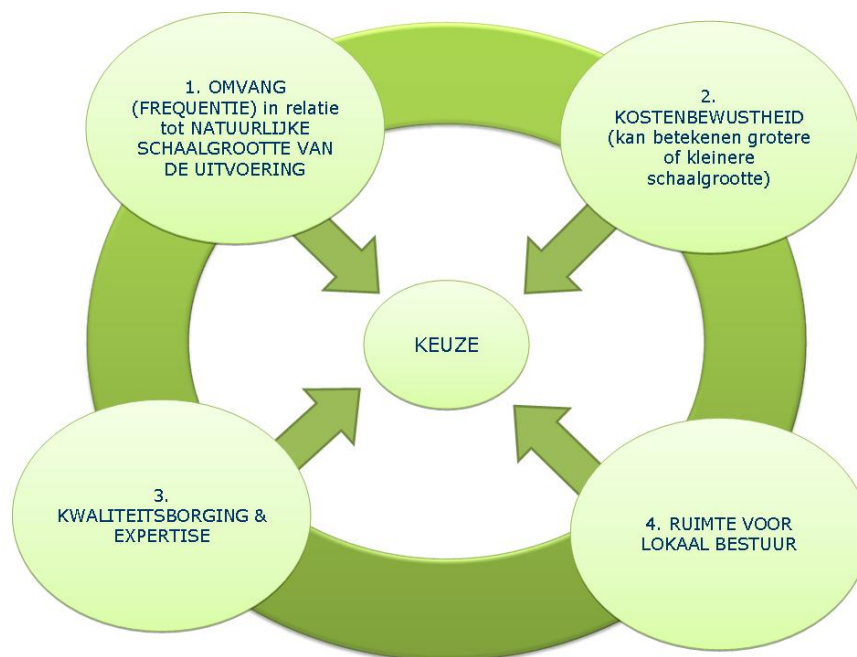 1. OMVANG
(FREQUENTIE) in relatie
tot NATUURLIJKE
SCHAALGROOTTE VAN
DE UITVOERING
2.
KOSTENBEWUSTHEID
(kan betekenen grotere
of kleinere
schaalgrootte)
KEUZE
3.
KWALITEITSBORGING &
EXPERTISE
4. RUIMTE VOOR
LOKAAL BESTUUR